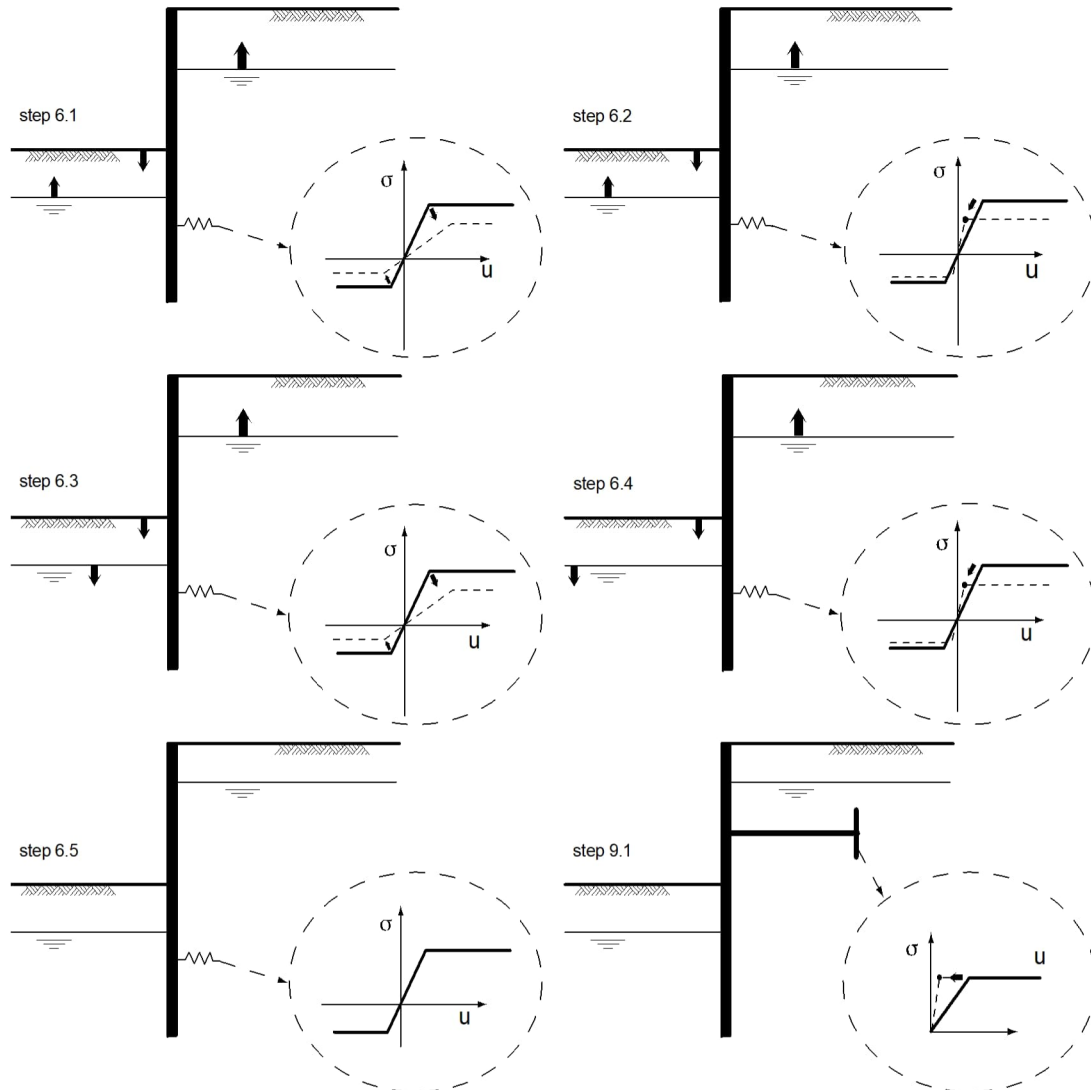 step 6.1
σ
u
step 6.2
σ
u
step 6.3
σ
u
step 6.4
σ
u
step 6.5
σ
u
step 9.1
σ
u